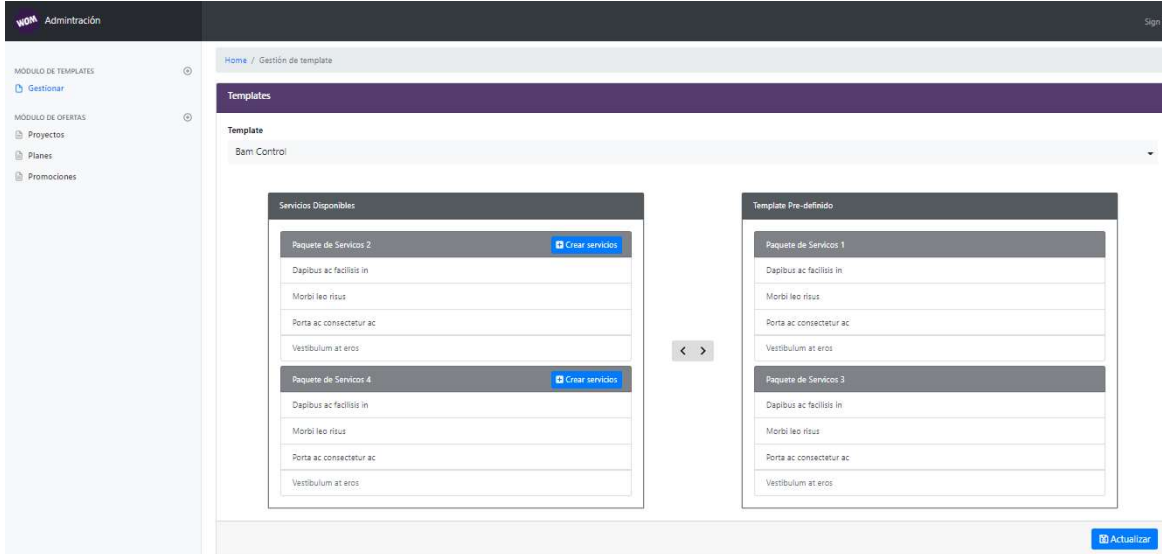 WOM Admintración
Sign
MÓDULO DE TEMPLATES
Gestionar
MÓDULO DE OFERTAS
Proyectos
Planes
Promociones
Home / Gestión de template
Templates
Template
Bam Control
Servicios Disponibles
Paquete de Servicos 2
Crear servicios
Dapibus ac facilisis in
Morbi leo risus
Porta ac consectetur ac
Vestibulum at eros
Paquete de Servicos 4
Crear servicios
Dapibus ac facilisis in
Morbi leo risus
Porta ac consectetur ac
Vestibulum at eros
Template Pre-definido
Paquete de Servicos 1
Dapibus ac facilisis in
Morbi leo risus
Porta ac consectetur ac
Vestibulum at eros
Paquete de Servicos 3
Dapibus ac facilisis in
Morbi leo risus
Porta ac consectetur ac
Vestibulum at eros
Actualizar